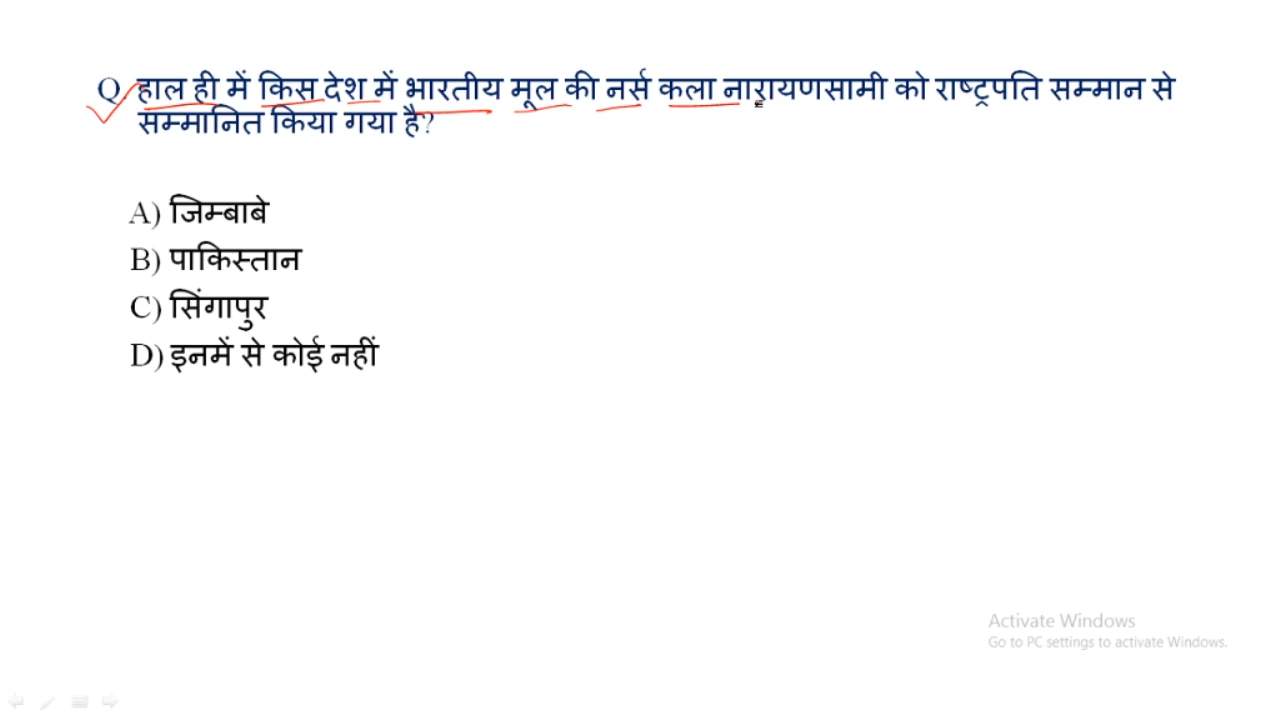 Q. हाल ही में किस देश में भारतीय मूल की नर्स कला नारायणसामी को राष्ट्रपति सम्मान से
सम्मानित किया गया है?
A) जिम्बाबे
B) पाकिस्तान
C) सिंगापुर
D) इनमें से कोई नहीं
Activate Windows
Go to PC settings to activate Windows.